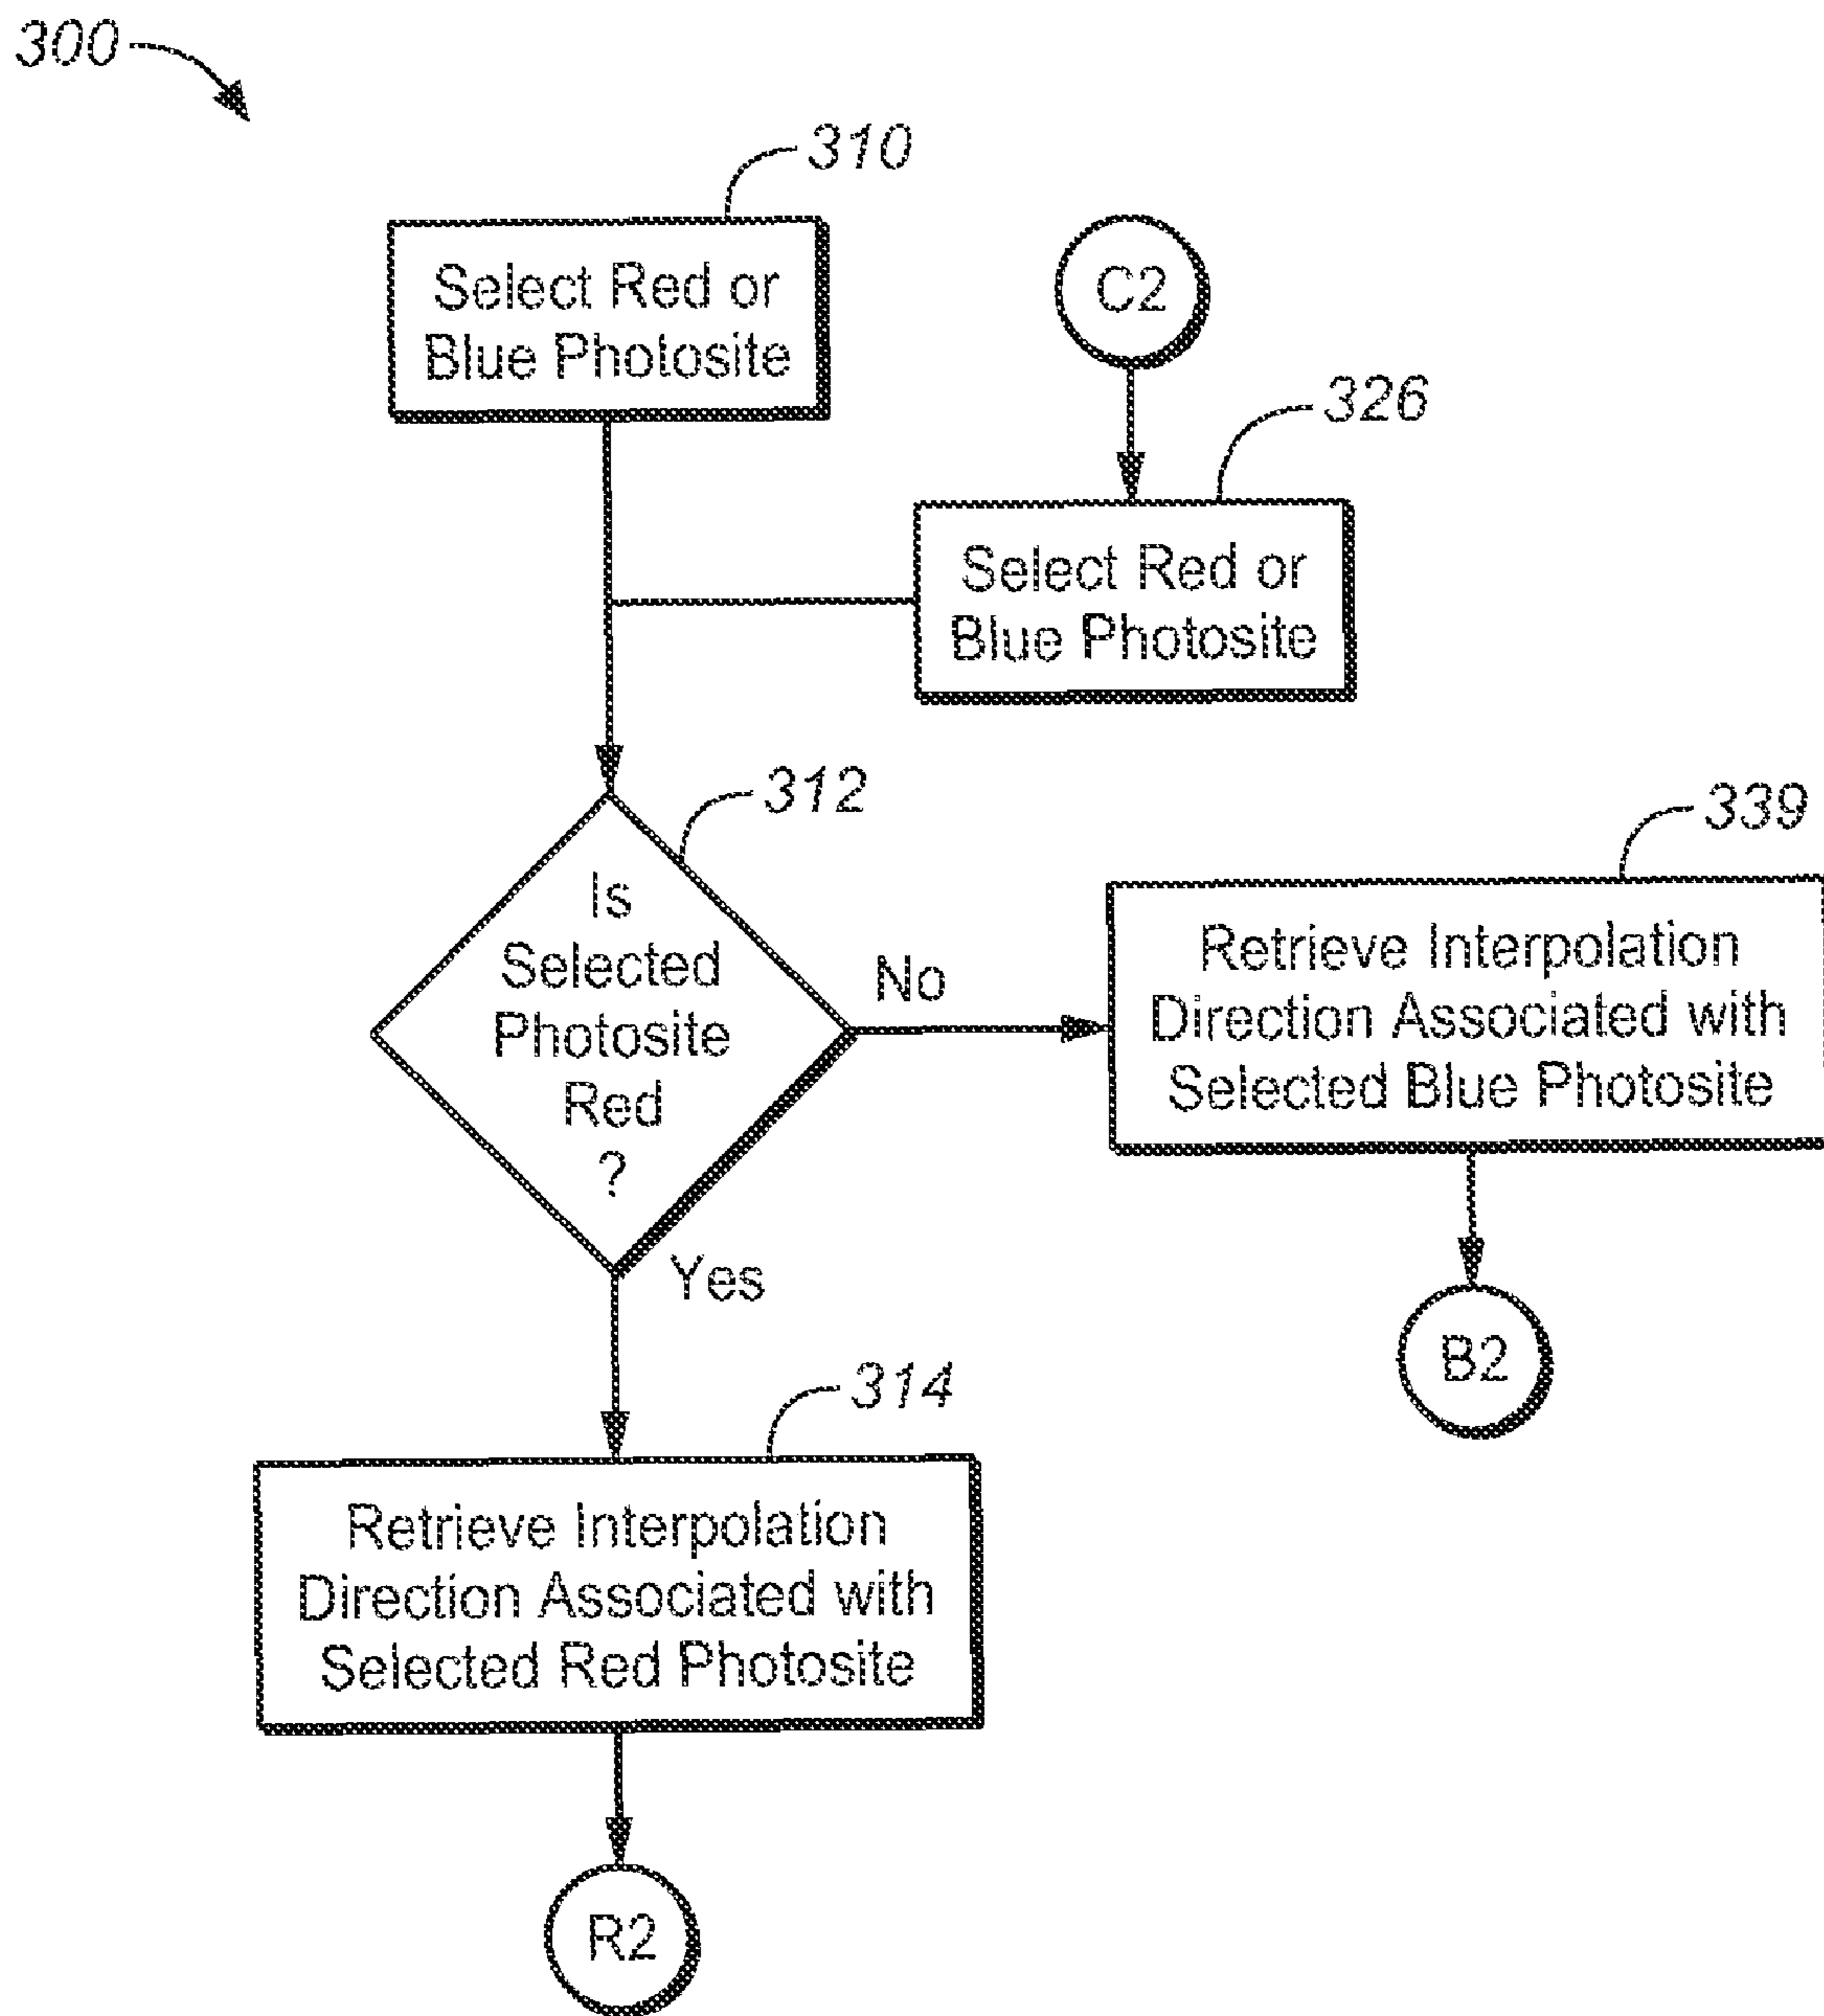 300
310
Select Red or
Blue Photosite
C2
326
Select Red or
Blue Photosite
312
Is
Selected
Photosite
Red
?
No
Yes
339
Retrieve Interpolation
Direction Associated with
Selected Blue Photosite
B2
314
Retrieve Interpolation
Direction Associated with
Selected Red Photosite
R2